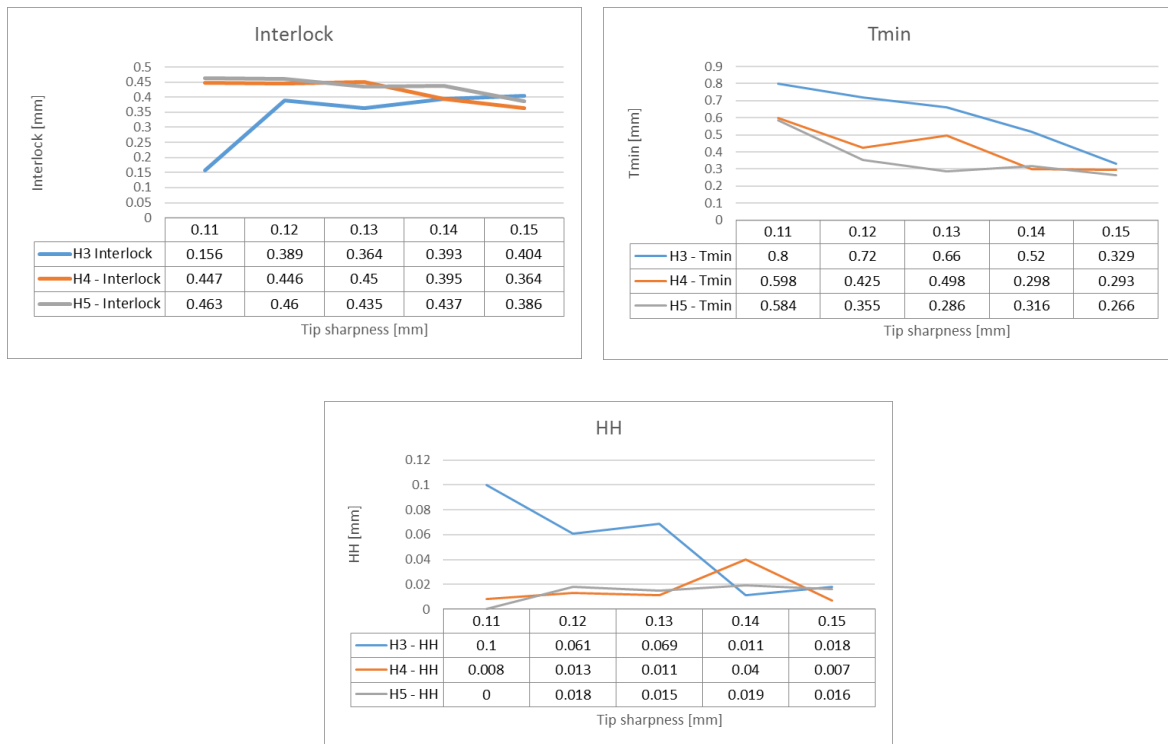 Interlock
Interlock [mm]
0.5
0.45
0.4
0.35
0.3
0.25
0.2
0.15
0.1
0.05
0
0.11 0.12 0.13 0.14 0.15
H3 Interlock 0.156 0.389 0.364 0.393 0.404
H4 - Interlock 0.447 0.446 0.45 0.395 0.364
H5 - Interlock 0.463 0.46 0.435 0.437 0.386
Tip sharpness [mm]
Tmin
Tmin [mm]
0.9
0.8
0.7
0.6
0.5
0.4
0.3
0.2
0.1
0
0.11 0.12 0.13 0.14 0.15
H3 - Tmin 0.8 0.72 0.66 0.52 0.329
H4 - Tmin 0.598 0.425 0.498 0.298 0.293
H5 - Tmin 0.584 0.355 0.286 0.316 0.266
Tip sharpness [mm]
HH
HH [mm]
0.12
0.1
0.08
0.06
0.04
0.02
0
0.11 0.12 0.13 0.14 0.15
H3 - HH 0.1 0.061 0.069 0.011 0.018
H4 - HH 0.008 0.013 0.011 0.04 0.007
H5 - HH 0 0.018 0.015 0.019 0.016
Tip sharpness [mm]